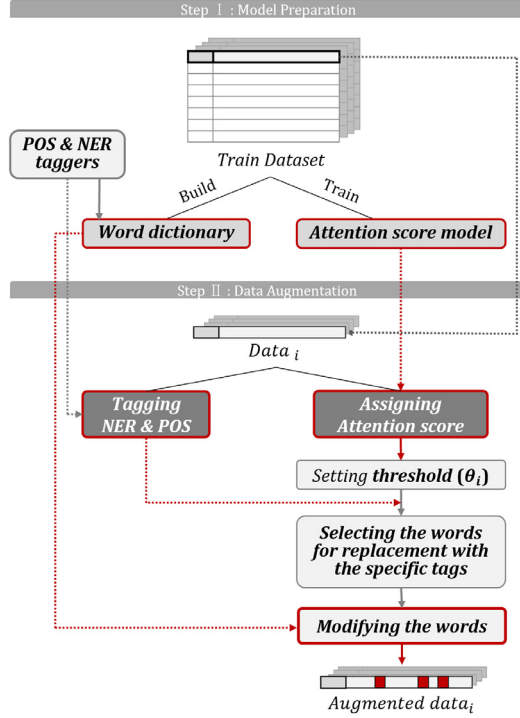 Step Ⅰ : Model Preparation
POS & NER
taggers
Train Dataset
Build
Train
Word dictionary
Attention score model
Step Ⅱ : Data Augmentation
Data i
Tagging
NER & POS
Assigning
Attention score
Setting threshold (θi)
Selecting the words
for replacement with
the specific tags
Modifying the words
Augmented datai